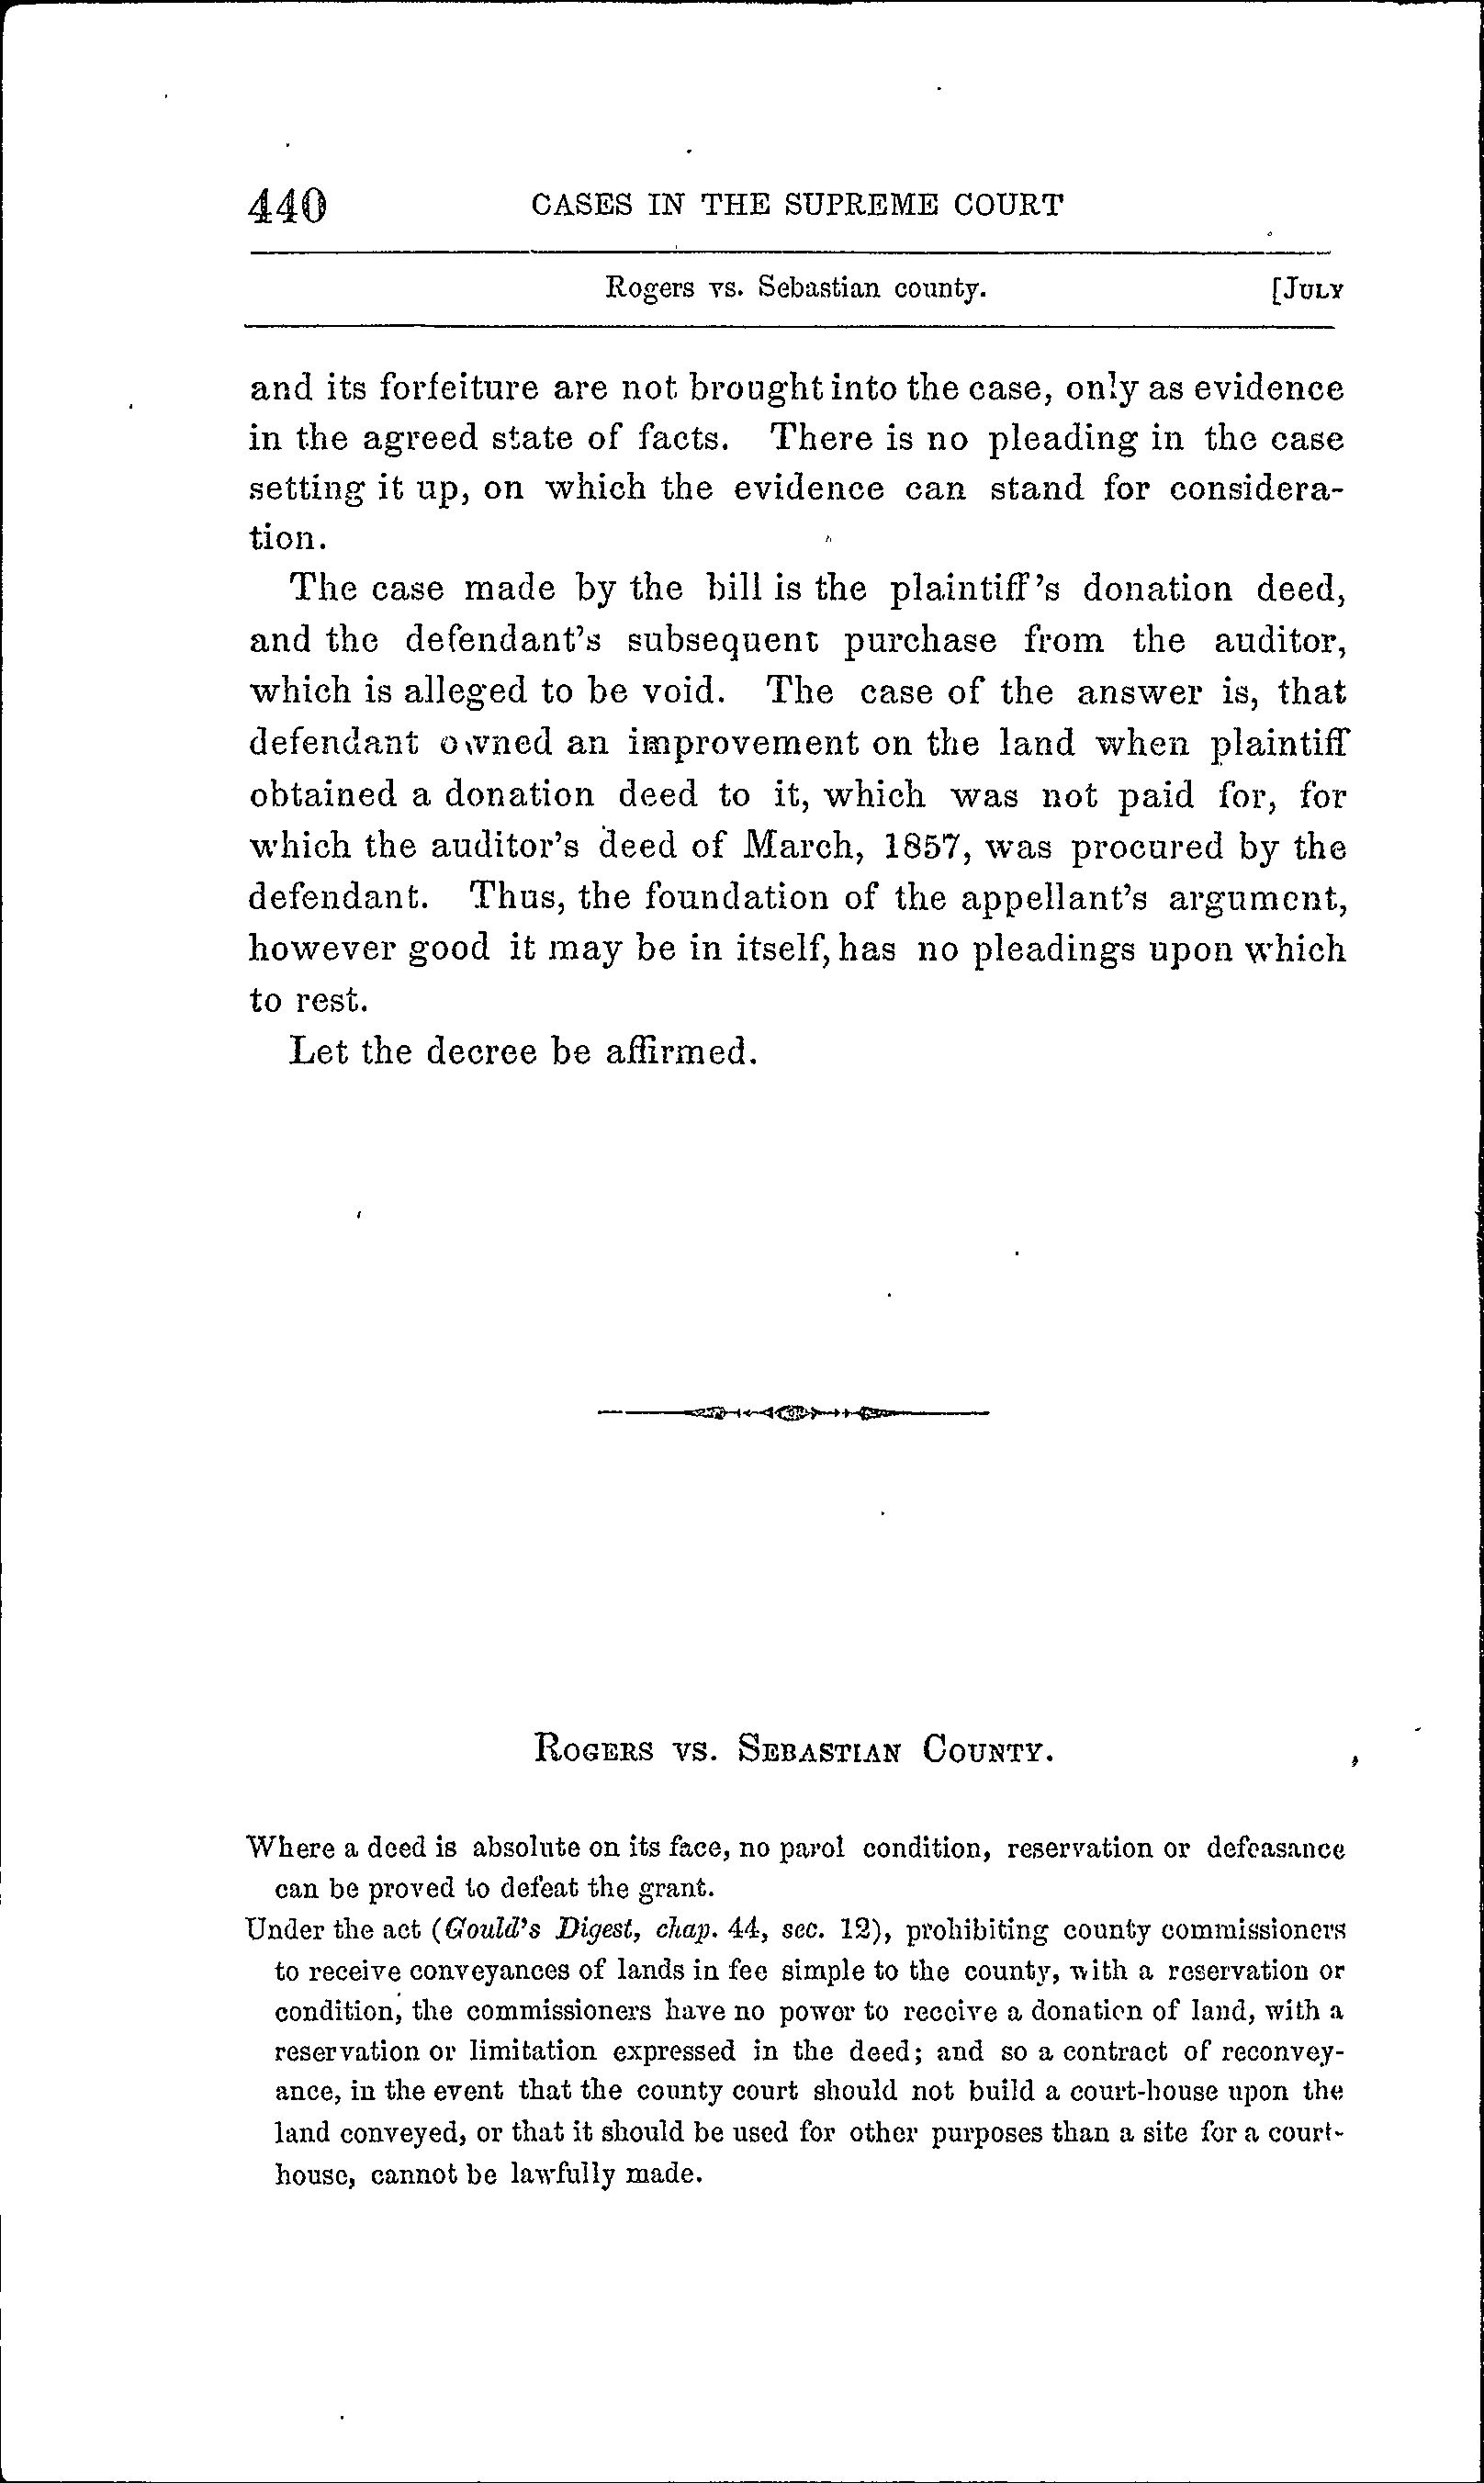 440 CASES IN THE SUPREME COURT
Rogers vs. Sebastian county. [JULY
and its forfeiture are not brought into the case, only as evidence
in the agreed state of facts. There is no pleading in the case
setting it up, on which the evidence can stand for considera-
tion.
The case made by the bill is the plaintiff's donation deed,
and the defendant's subsequent purchase from the auditor,
which is alleged to be void. The case of the answer is, that
defendant owned an improvement on the land when plaintiff
obtained a donation deed to it, which was not paid for, for
which the auditor's deed of March, 1857, was procured by the
defendant. Thus, the foundation of the appellant's argument,
however good it may be in itself, has no pleadings upon which
to rest.
Let the decree be affirmed.
ROGERS VS. SEBASTIAN COUNTY.
Where a deed is absolute on its face, no parol condition, reservation or defeasance
can be proved to defeat the grant.
Under the act (Gould's Digest, chap. 44, sec. 12), prohibiting county commissioners
to receive conveyances of lands in fee simple to the county, with a reservation or
condition, the commissioners have no power to receive a donation of land, with a
reservation or limitation expressed in the deed; and so a contract of reconvey-
ance, in the event that the county court should not build a court-house upon the
land conveyed, or that it should be used for other purposes than a site for a court-
house, cannot be lawfully made.